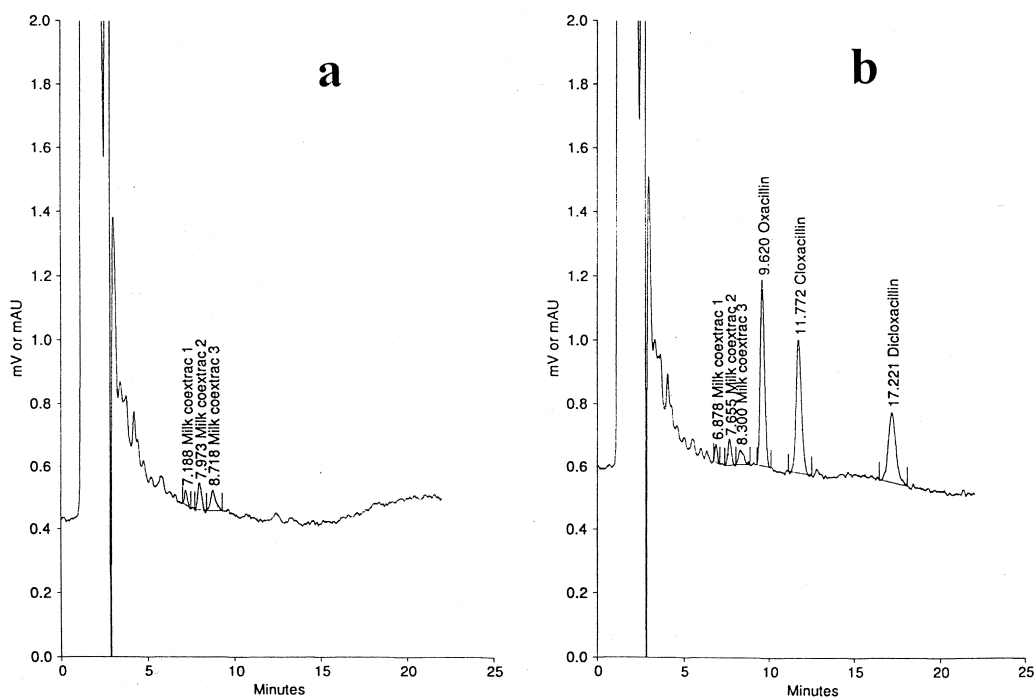 a
2.0
1.8
1.6
1.4
1.2
1.0
0.8
0.6
0.4
0.2
0.0
mV or mAU
7.188 Milk coextrac 1
7.973 Milk coextrac 2
8.718 Milk coextrac 3
0
5
10
15
20
25
Minutes
b
2.0
1.8
1.6
1.4
1.2
1.0
0.8
0.6
0.4
0.2
0.0
mV or mAU
6.878 Milk coextrac 1
7.655 Milk coextrac 2
8.300 Milk coextrac 3
9.620 Oxacillin
11.772 Cloxacillin
17.221 Dicloxacillin
0
5
10
15
20
25
Minutes